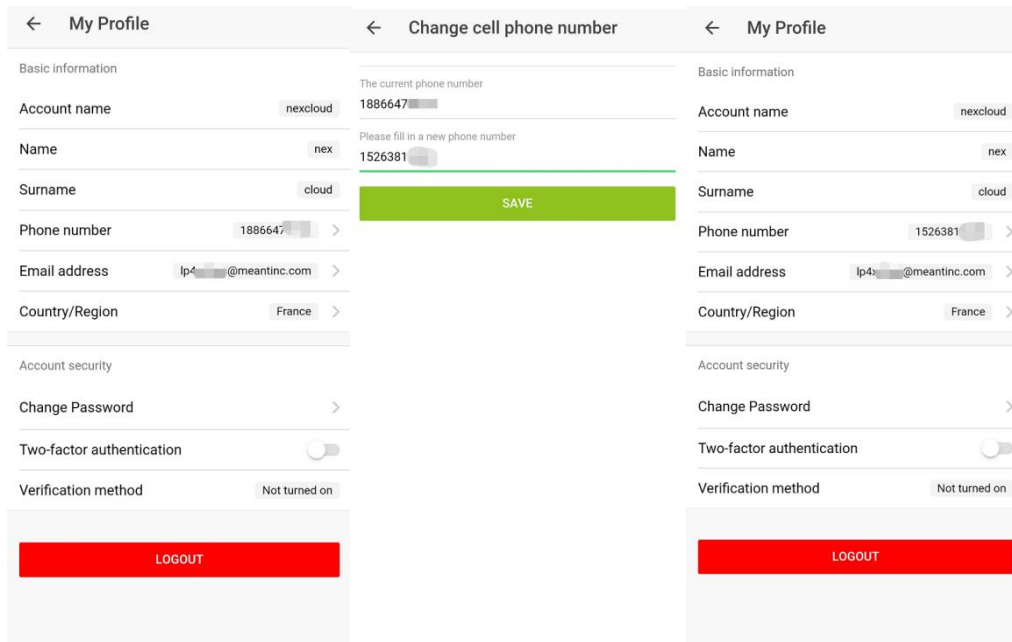 My Profile
Basic information
Account name nexcloud
Name nex
Surname cloud
Phone number 1886647
Email address lp4 @meantinc.com
Country/Region France
Account security
Change Password
Two-factor authentication
Verification method Not turned on
LOGOUT
Change cell phone number
The current phone number
1886647
Please fill in a new phone number
1526381
SAVE
My Profile
Basic information
Account name nexcloud
Name nex
Surname cloud
Phone number 1526381
Email address lp4x @meantinc.com
Country/Region France
Account security
Change Password
Two-factor authentication
Verification method Not turned on
LOGOUT